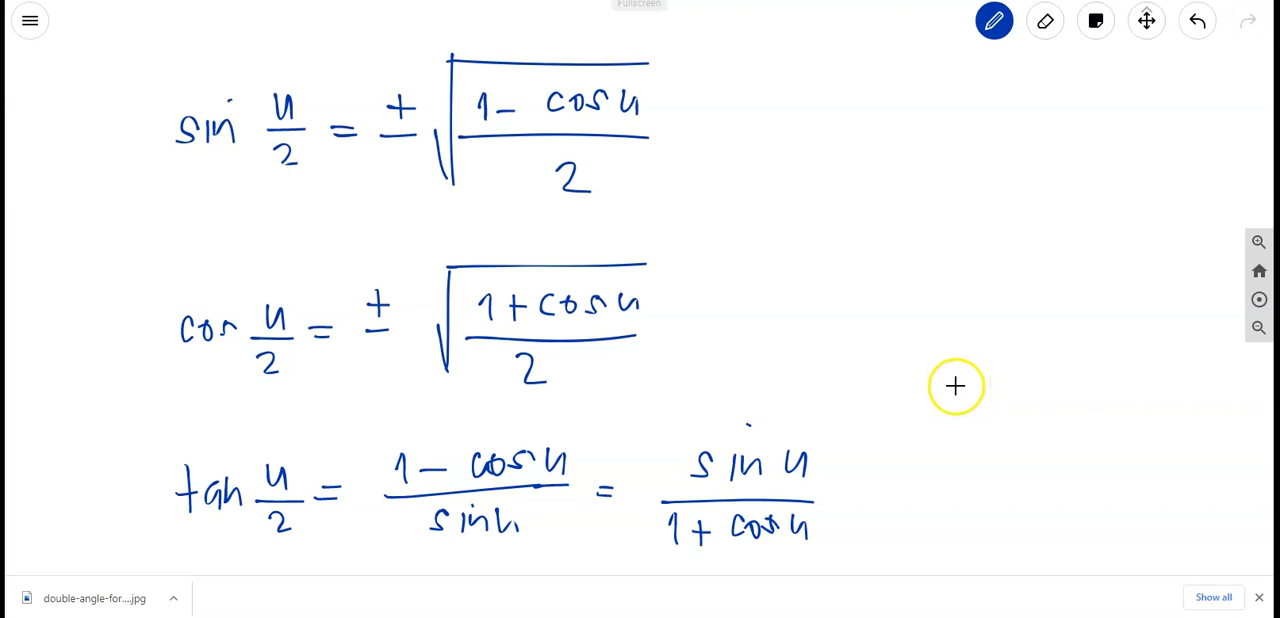 Fullscreen
sin u/2 = ± √((1 - cos u)/2)
cos u/2 = ± √((1 + cos u)/2)
tan u/2 = (1 - cos u)/(sin u) = (sin u)/(1 + cos u)
double-angle-for....jpg
Show all